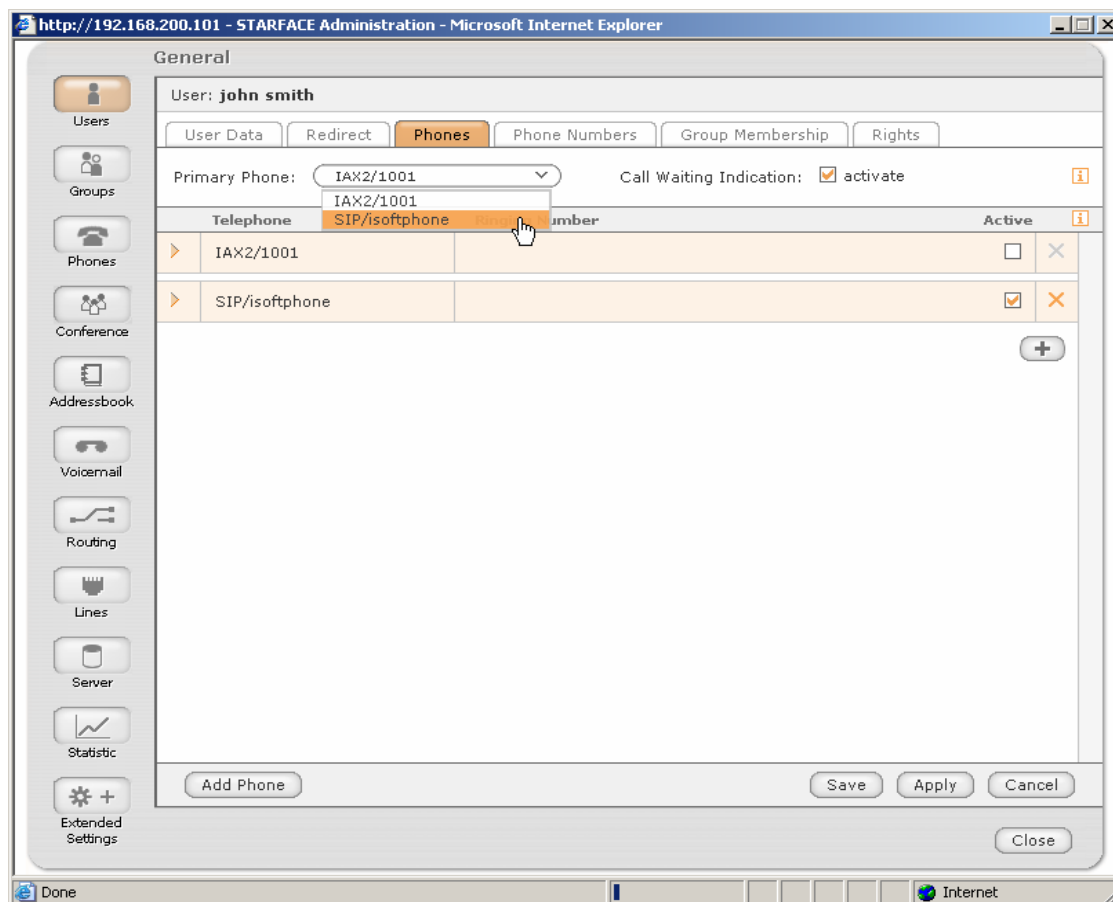 http://192.168.200.101 - STARFACE Administration - Microsoft Internet Explorer
General
User: john smith
User Data Redirect Phones Phone Numbers Group Membership Rights
Primary Phone: IAX2/1001 Call Waiting Indication: activate
IAX2/1001
SIP/isoftphone
Telephone Number Active
IAX2/1001
SIP/isoftphone
Users
Groups
Phones
Conference
Addressbook
Voicemail
Routing
Lines
Server
Statistic
Extended
Settings
Add Phone Save Apply Cancel
Close
Done Internet